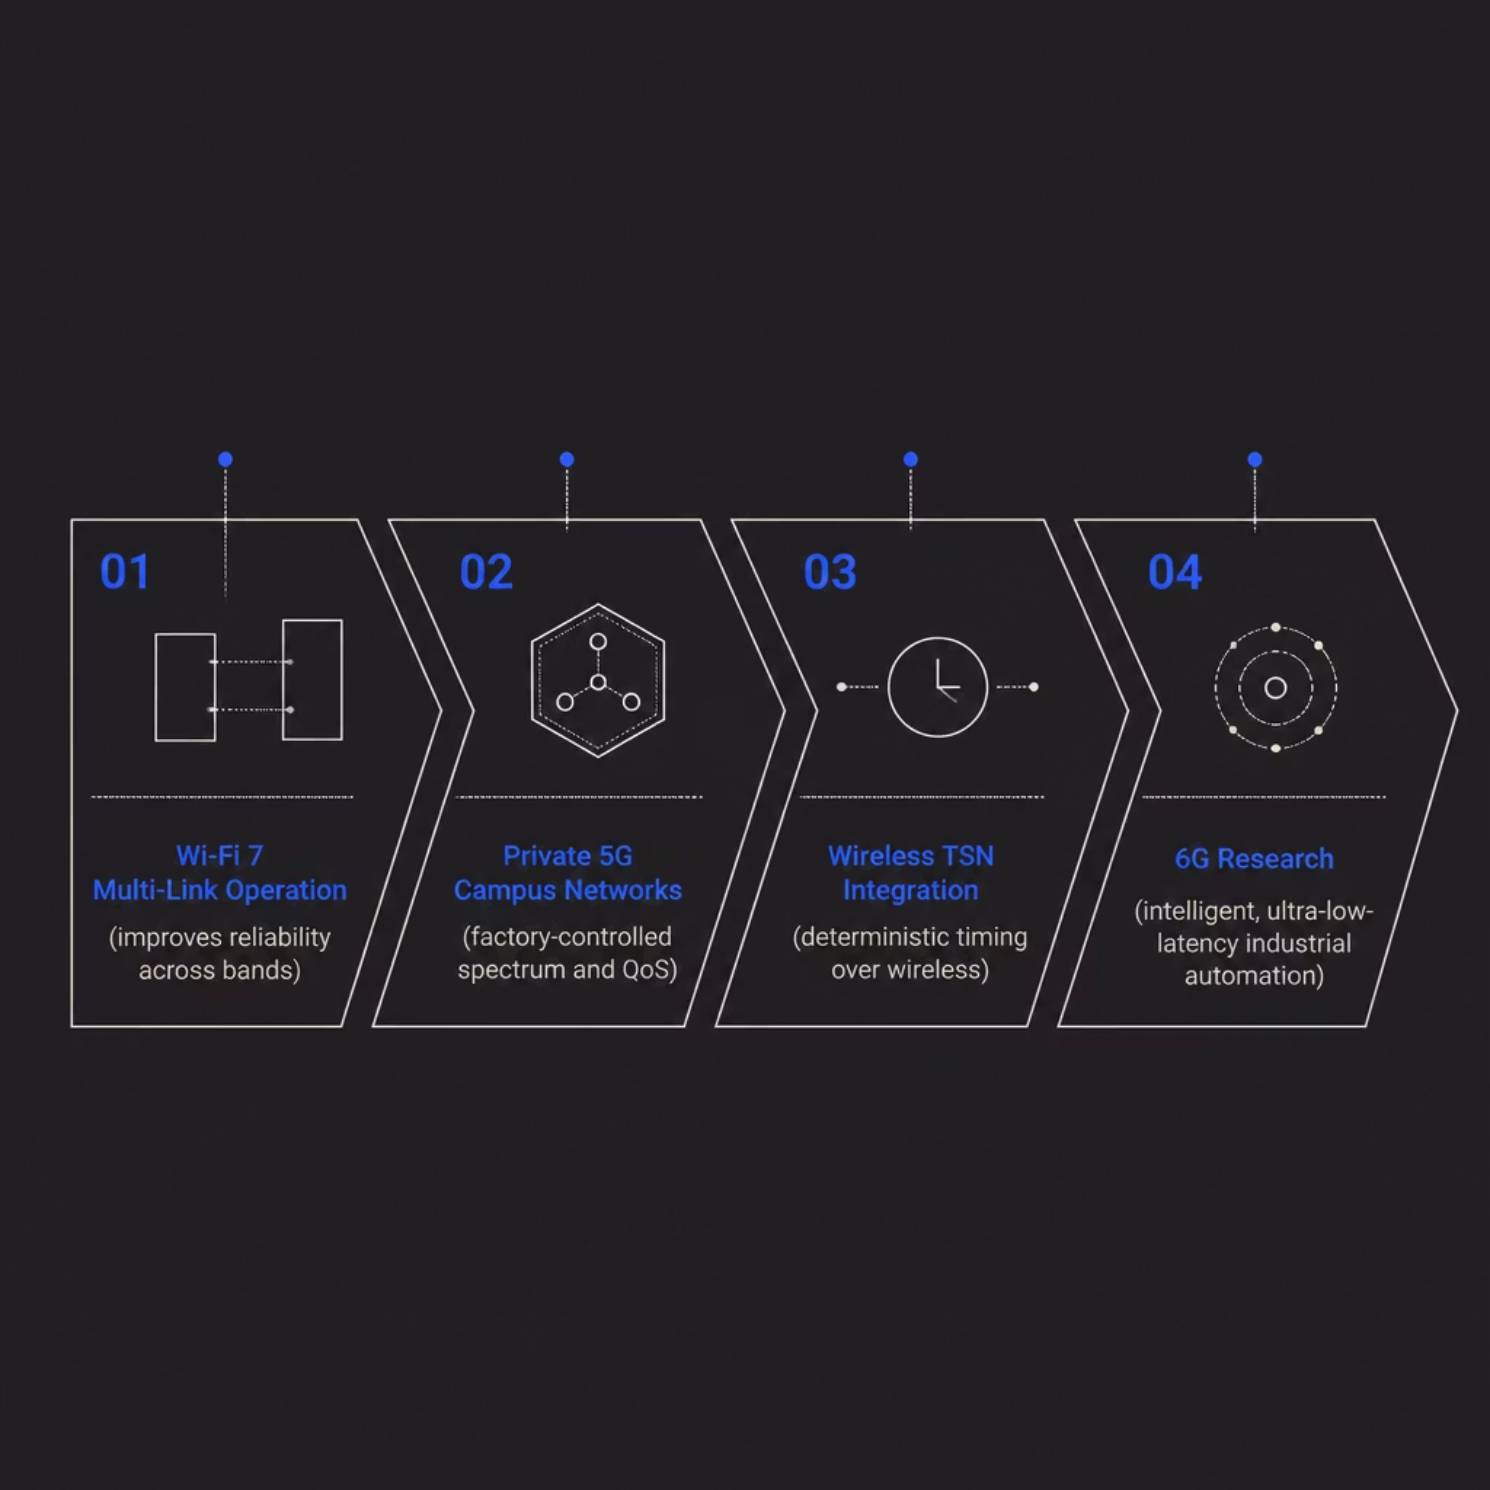 01
Wi-Fi 7
Multi-Link Operation
(improves reliability
across bands)
02
Private 5G
Campus Networks
(factory-controlled
spectrum and QoS)
03
Wireless TSN
Integration
(deterministic timing
over wireless)
04
6G Research
(intelligent, ultra-low-
latency industrial
automation)